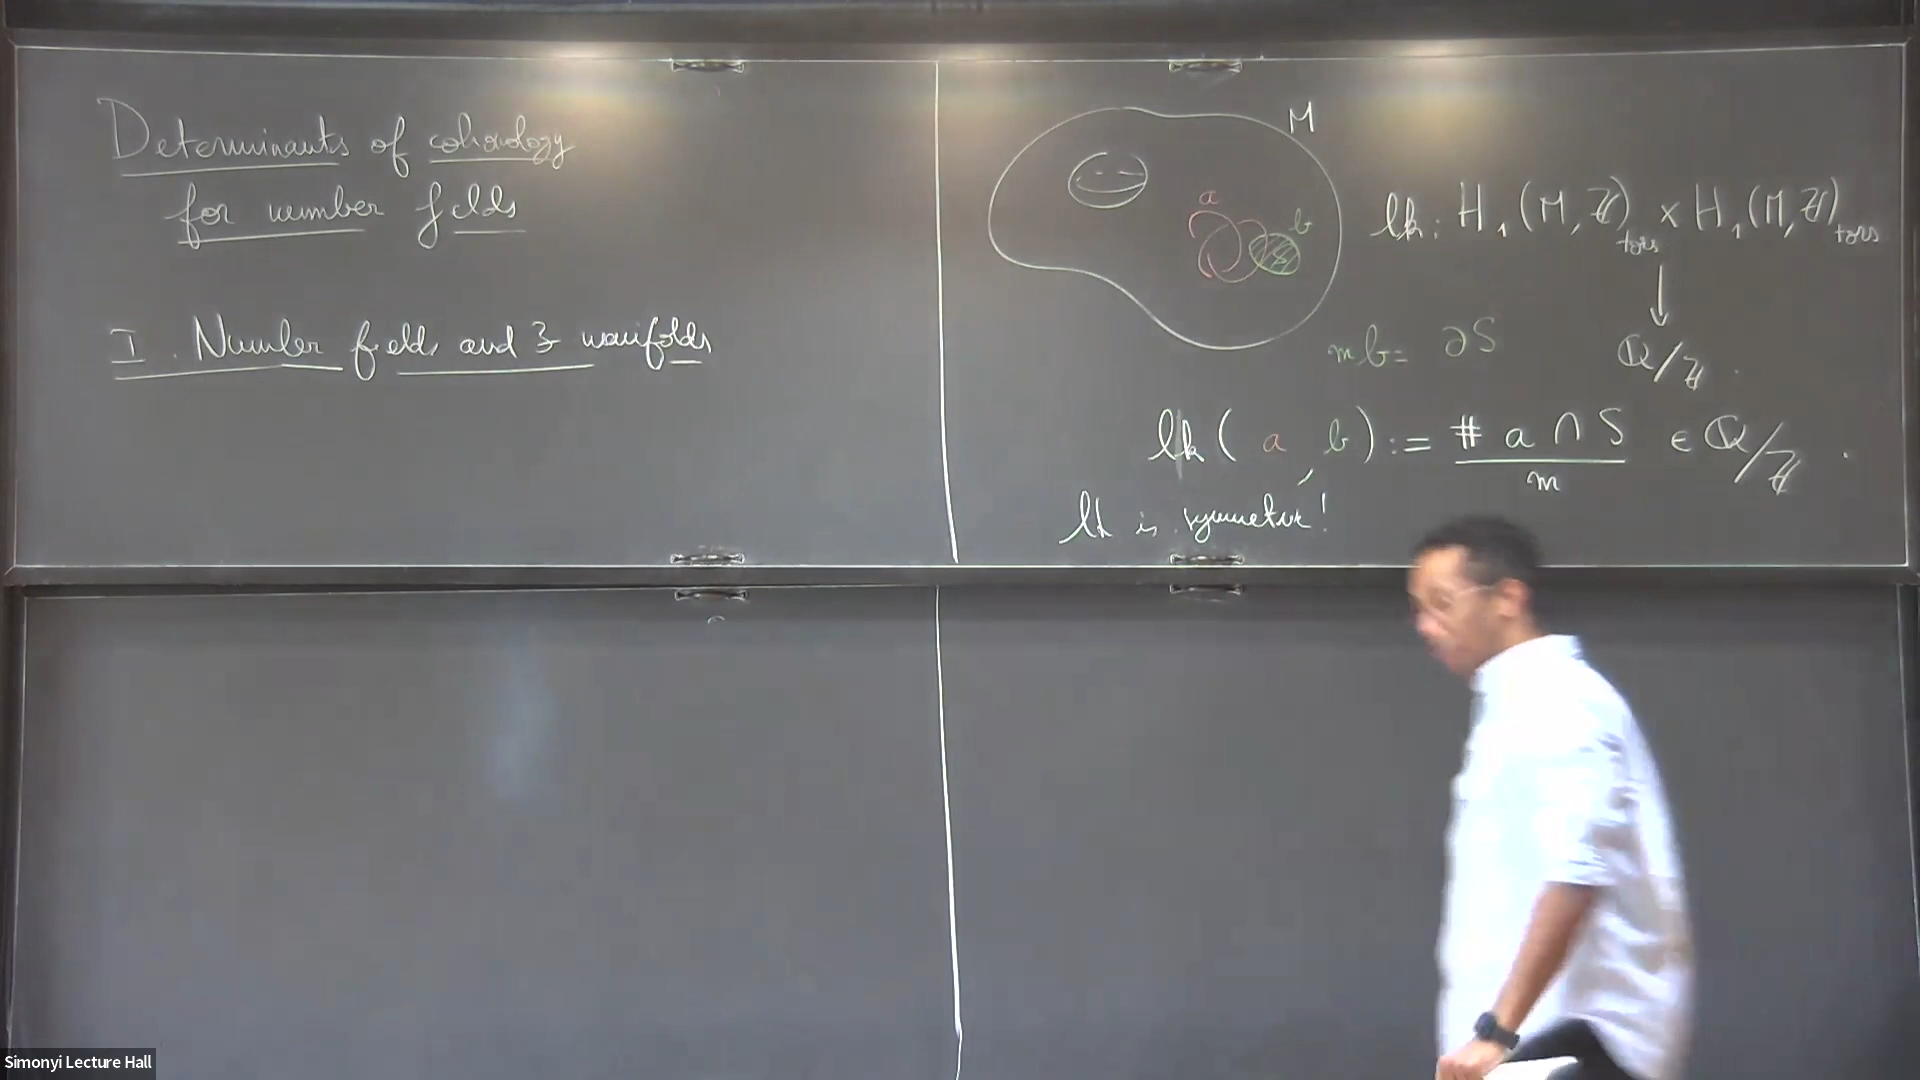 Determinants of cohomology
for number fields
I. Number fields and 3 manifolds
M
a
b
S
lk: H₁(M, ℤ)tors × H₁(M, ℤ)tors
↓
ℚ/ℤ.
mb = ∂S
lk(a, b) := # a ∩ S / m ∈ ℚ/ℤ.
lk is symmetric!
Simonyi Lecture Hall